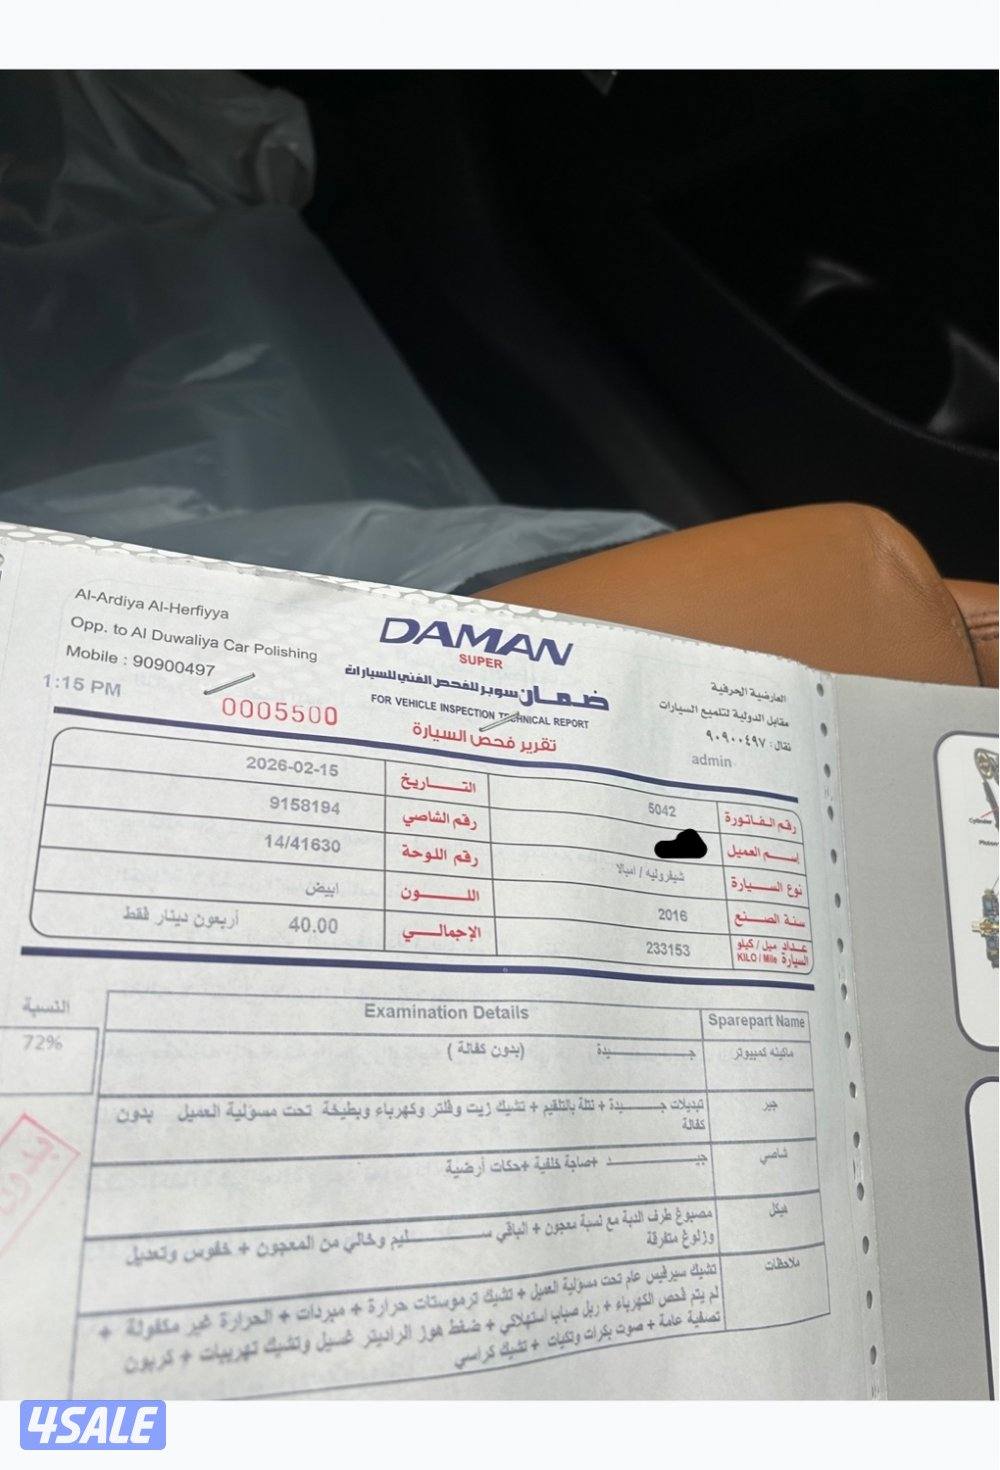 Al-Ardiya Al-Herfiyya
Opp. to Al Duwaliya Car Polishing
Mobile : 90900497
1:15 PM
0005500
DAMAN
SUPER
ضمان سوبر للفحص الفني للسيارات
FOR VEHICLE INSPECTION TECHNICAL REPORT
تقرير فحص السيارة
العارضية الحرفية
مقابل الدولية لتلميع السيارات
نقال : ٩٠٩٠٠٤٩٧
admin
رقم الفاتورة 5042 التاريخ 2026-02-15
إسم العميل رقم الشاصي 9158194
نوع السيارة شيفروليه / امبالا رقم اللوحة 14/41630
سنة الصنع 2016 اللون ابيض
عداد ميل / كيلو السيارة KILO / Mile 233153 الإجمالي 40.00 أربعون دينار فقط
Sparepart Name Examination Details النسبة
ماكينه كمبيوتر جيدة (بدون كفالة ) 72%
جير تبديلات جيدة + نتلة بالتلقيم + تشيك زيت وفلتر وكهرباء وبطيخة تحت مسؤلية العميل بدون
كفالة
شاصي جيد +صاجة خلفية +حكات أرضية
هيكل مصبوغ طرف الدبة مع نسبة معجون + الباقي سليم وخالي من المعجون + خفوس وتعديل
وزلوغ متفرقة
ملاحظات تشيك سيرفيس عام تحت مسؤلية العميل + تشيك ترموستات حرارة + مبردات + الحرارة غير مكفولة +
لم يتم فحص الكهرباء + ربل صباب استهلاكي + ضغط هوز الراديتر غسيل وتشيك تهريبات + كربون
تصفية عامة + صوت بكرات وتكيات + تشيك كراسي
بدون
Cylinder
Piston
4SALE